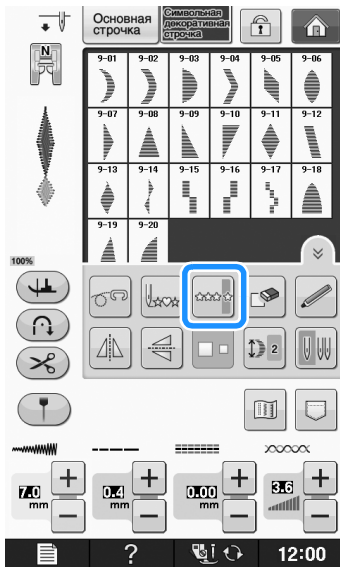 Основная строчка
Символьная декоративная строчка
N
9-01 9-02 9-03 9-04 9-05 9-06
9-07 9-08 9-09 9-10 9-11 9-12
9-13 9-14 9-15 9-16 9-17 9-18
9-19 9-20
100%
2
7.0 mm
0.4 mm
0.00 mm
3.6
?
12:00